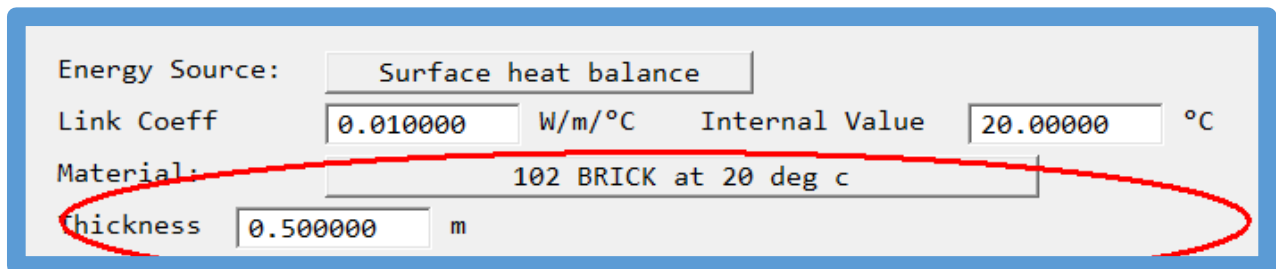 Energy Source: Surface heat balance
Link Coeff 0.010000 W/m/°C Internal Value 20.00000 °C
Material: 102 BRICK at 20 deg c
Thickness 0.500000 m